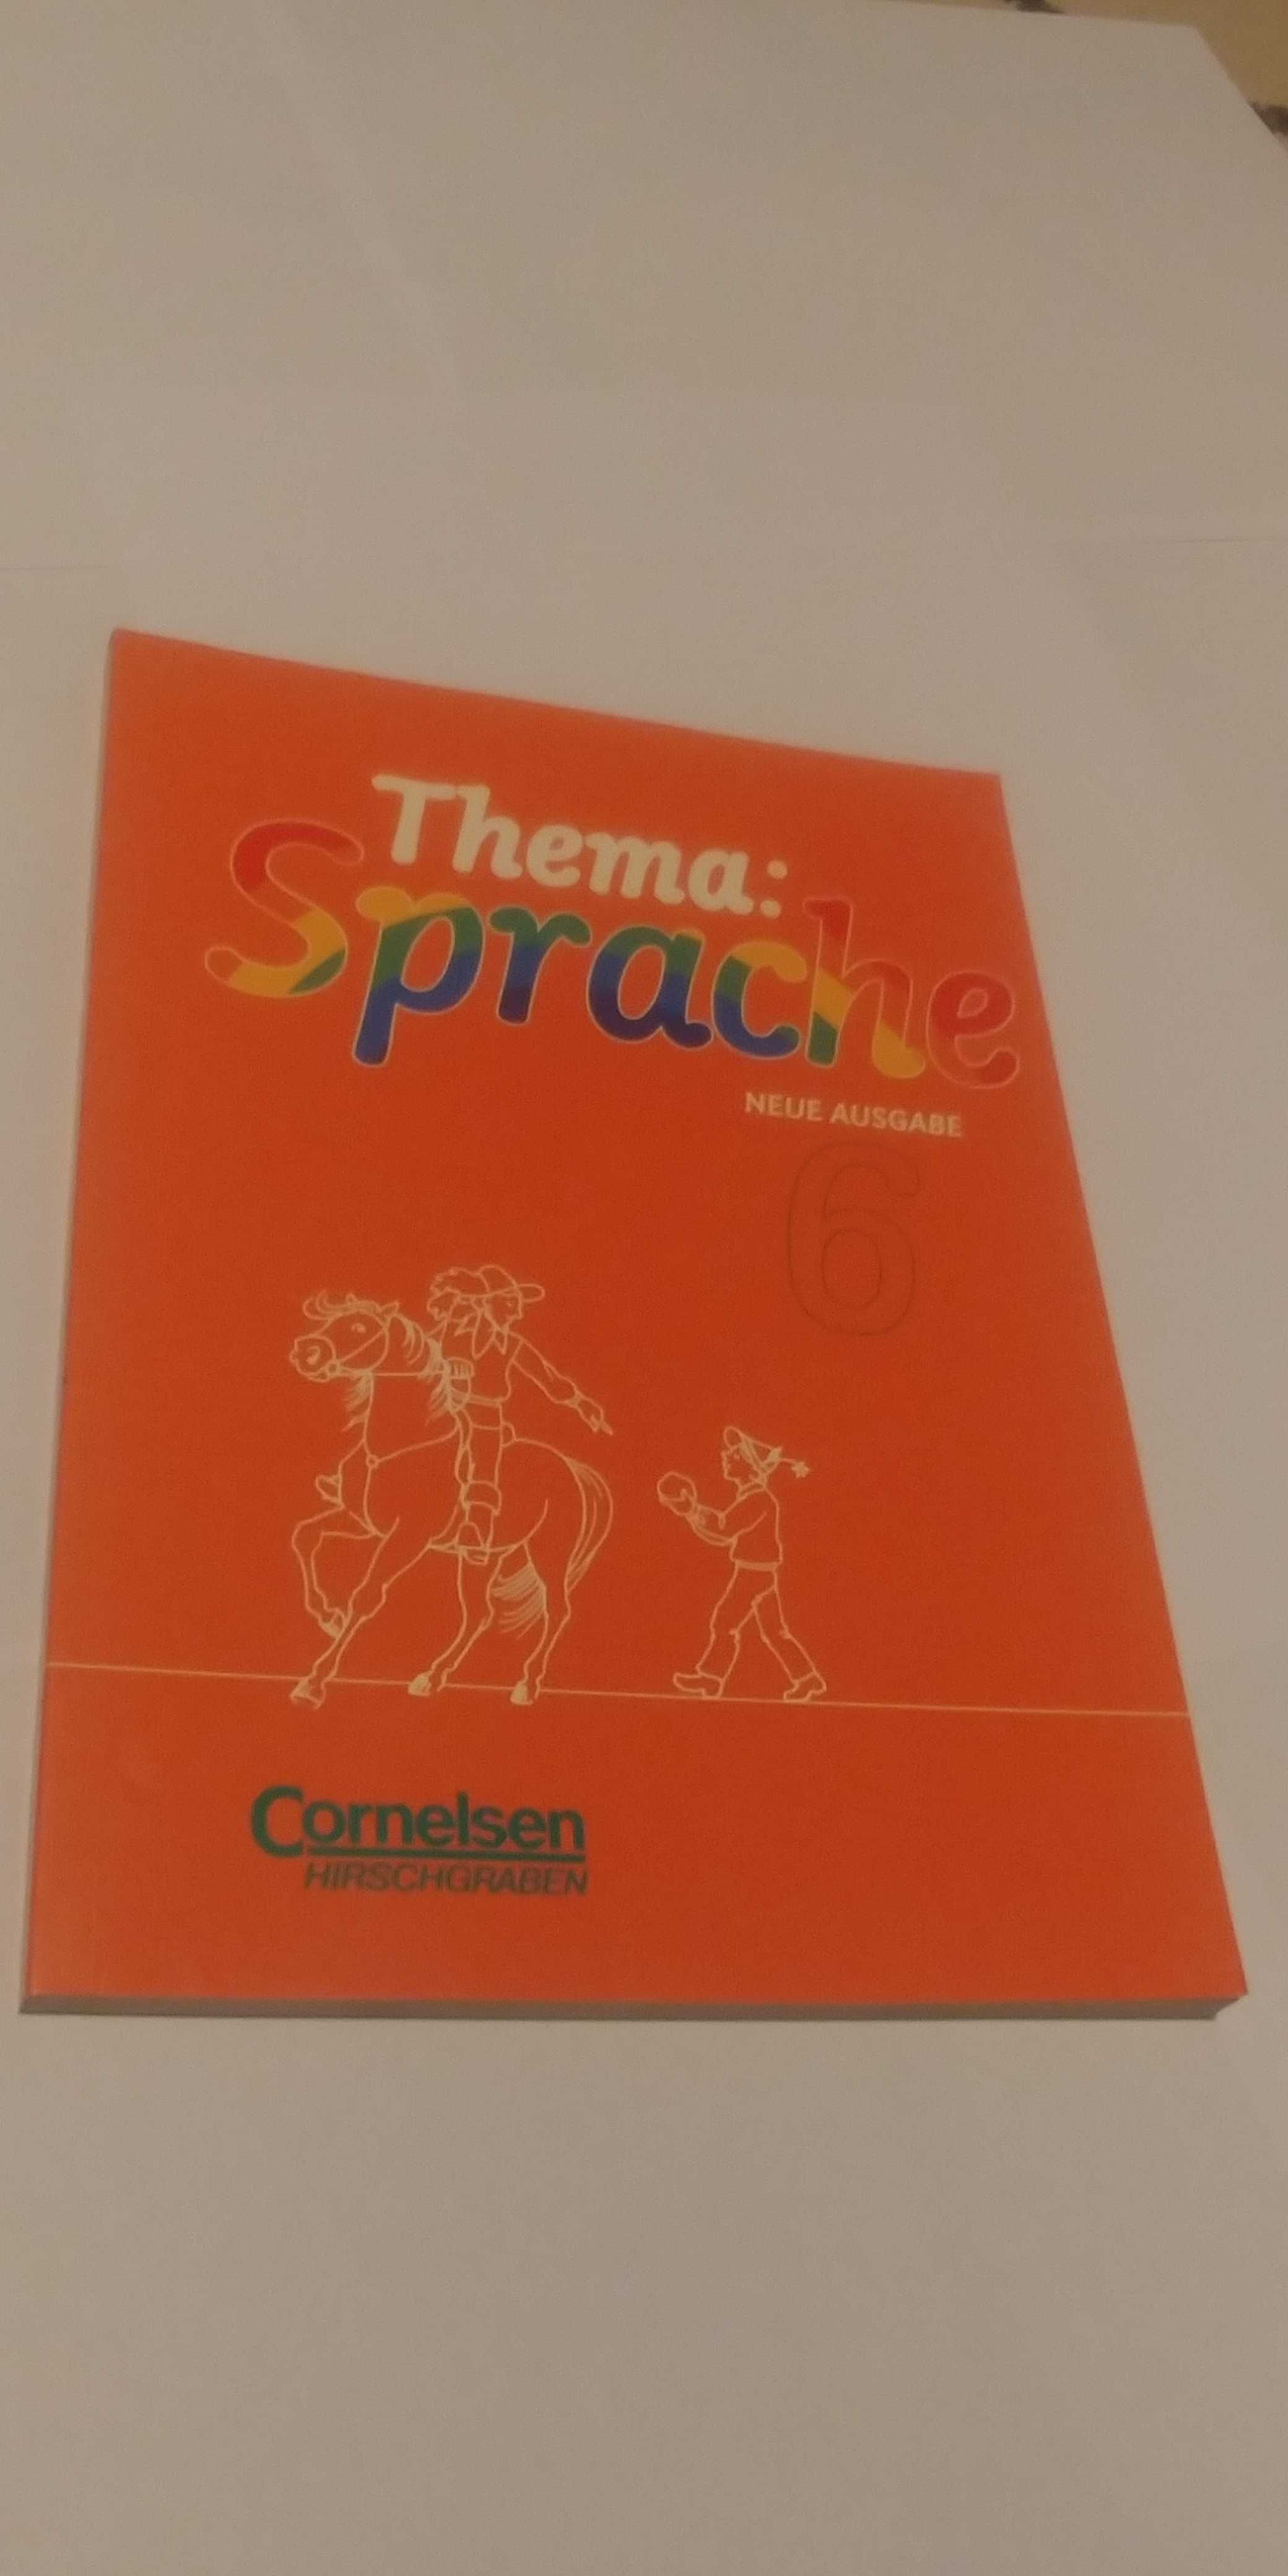 Thema:
Sprache
NEUE AUSGABE
6
Cornelsen
HIRSCHGRABEN